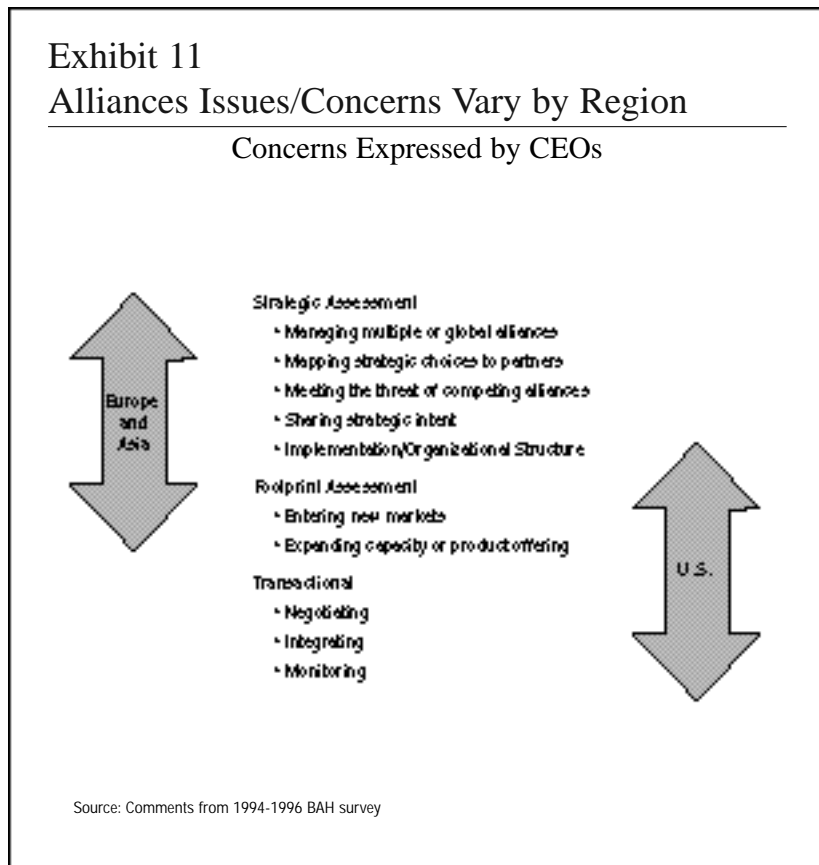 Exhibit 11
Alliances Issues/Concerns Vary by Region
Concerns Expressed by CEOs
Strategic Assessment
• Managing multiple or global alliances
• Mapping strategic choices to partners
• Meeting the threat of competing alliances
• Sharing strategic intent
• Implementation/Organizational Structure
Europe
and
Asia
Footprint Assessment
• Entering new markets
• Expanding capacity or product offering
U.S.
Transactional
• Negotiating
• Integrating
• Monitoring
Source: Comments from 1994-1996 BAH survey